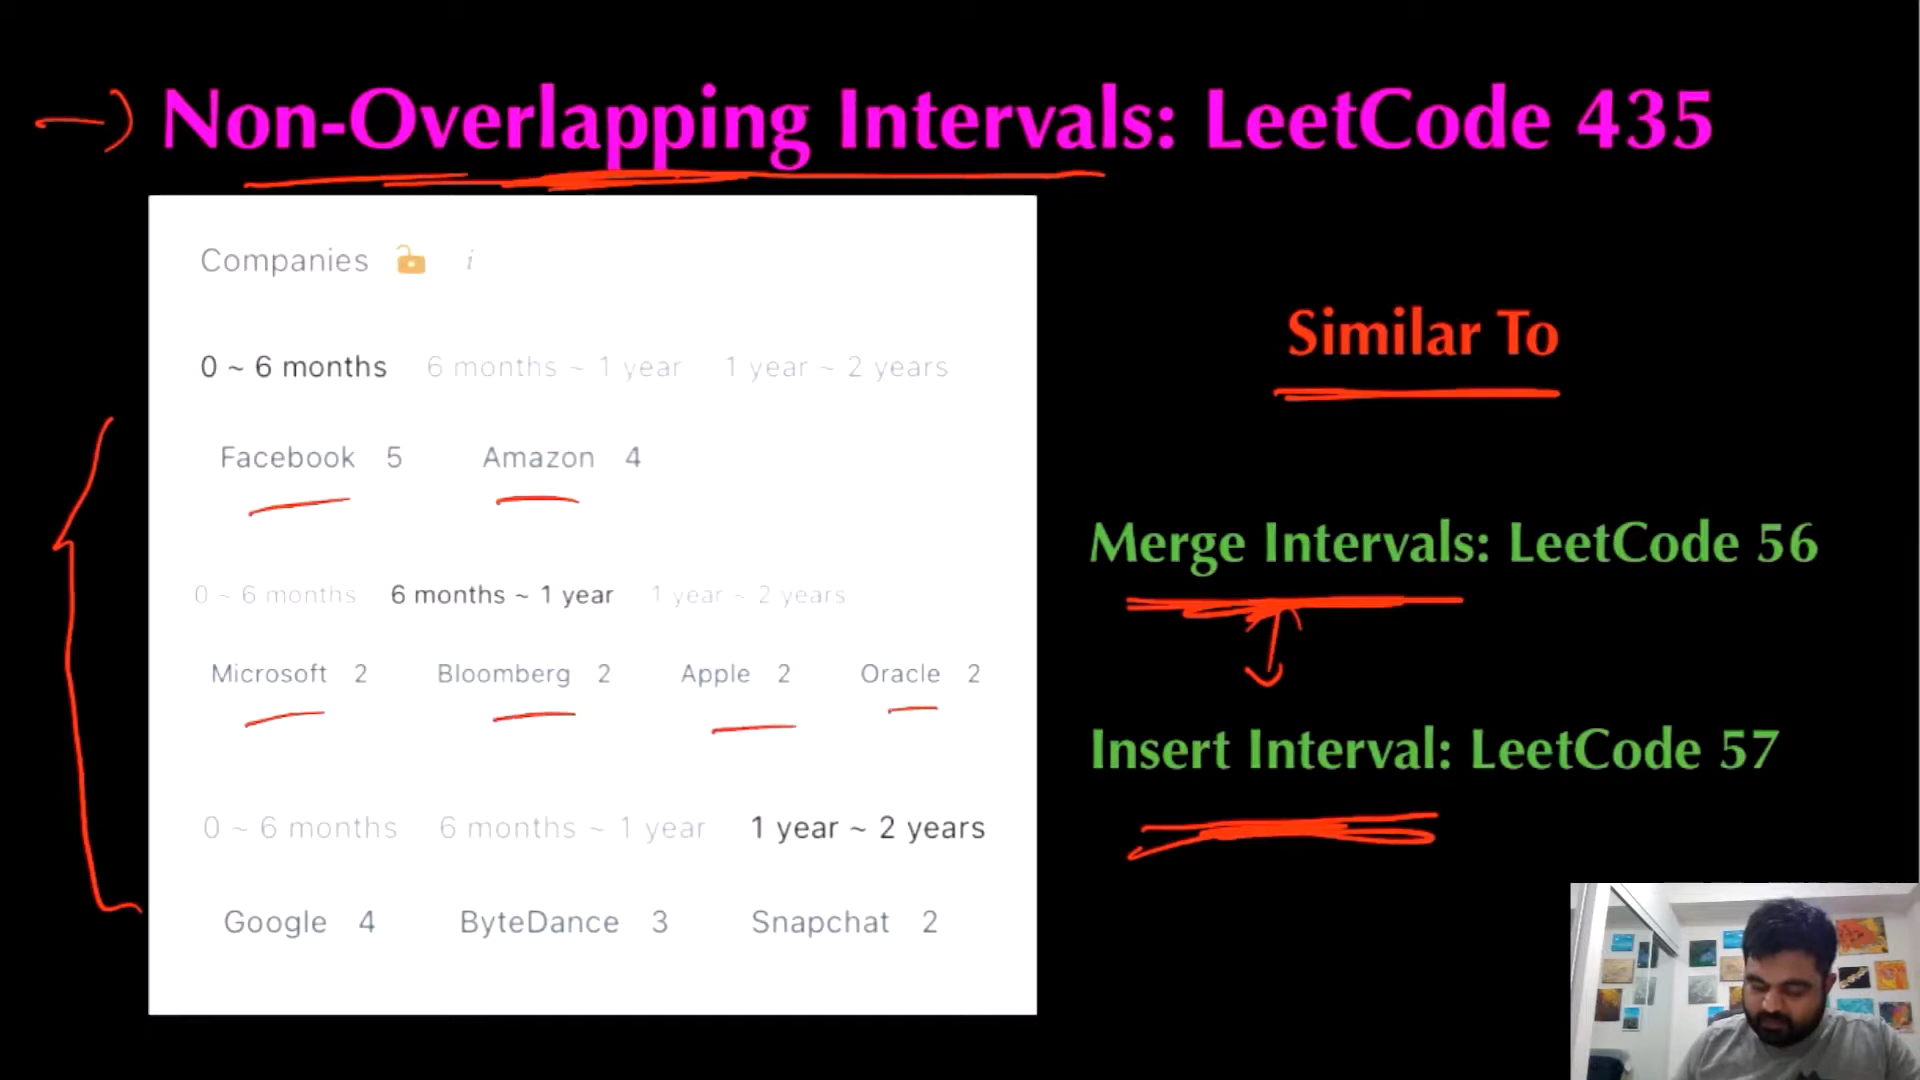 Non-Overlapping Intervals: LeetCode 435
Companies i
0 ~ 6 months 6 months ~ 1 year 1 year ~ 2 years
Facebook 5 Amazon 4
0 ~ 6 months 6 months ~ 1 year 1 year ~ 2 years
Microsoft 2 Bloomberg 2 Apple 2 Oracle 2
0 ~ 6 months 6 months ~ 1 year 1 year ~ 2 years
Google 4 ByteDance 3 Snapchat 2
Similar To
Merge Intervals: LeetCode 56
Insert Interval: LeetCode 57